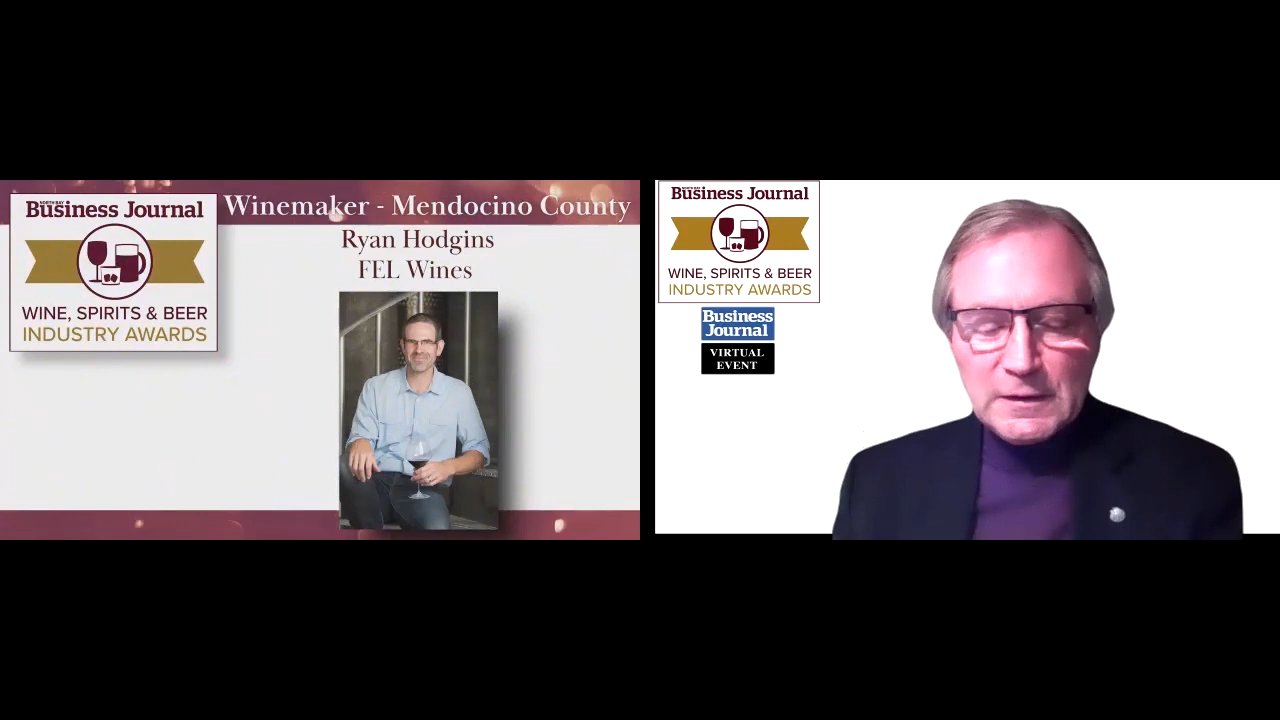 NORTH BAY
Business Journal
WINE, SPIRITS & BEER
INDUSTRY AWARDS
Winemaker - Mendocino County
Ryan Hodgins
FEL Wines
NORTH BAY
Business Journal
WINE, SPIRITS & BEER
INDUSTRY AWARDS
Business
Journal
VIRTUAL
EVENT